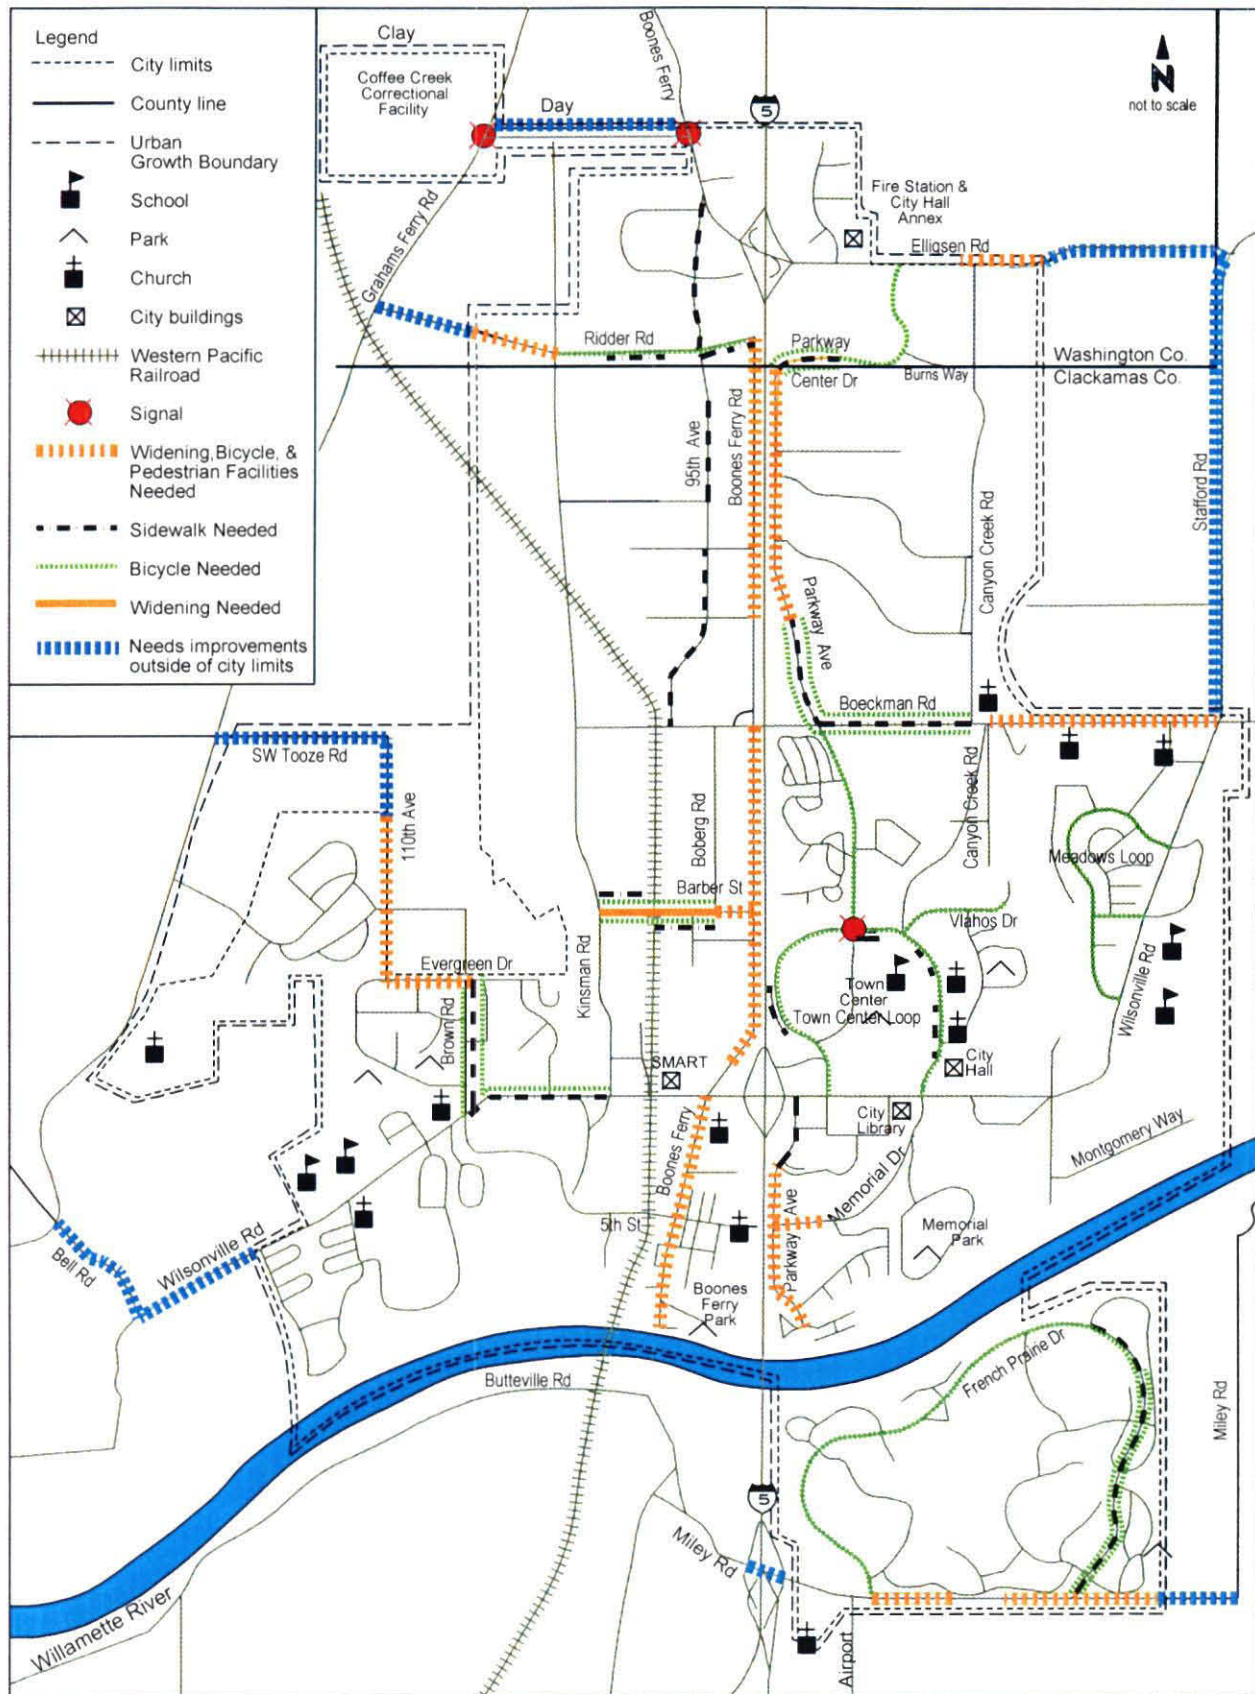 Legend
City limits
County line
Urban
Growth Boundary
School
Park
Church
City buildings
Western Pacific
Railroad
Signal
Widening, Bicycle, &
Pedestrian Facilities
Needed
Sidewalk Needed
Bicycle Needed
Widening Needed
Needs improvements
outside of city limits
Clay
Coffee Creek
Correctional
Facility
Day
Boones Ferry
5
N
not to scale
Grahams Ferry Rd
Fire Station &
City Hall
Annex
Elligsen Rd
Ridder Rd
Parkway
Center Dr
Burns Way
Washington Co.
Clackamas Co.
95th Ave
Boones Ferry Rd
Canyon Creek Rd
Stafford Rd
Parkway Ave
Boeckman Rd
SW Tooze Rd
110th Ave
Boberg Rd
Canyon Creek Rd
Meadows Loop
Barber St
Vlahos Dr
Evergreen Dr
Kinsman Rd
Brown Rd
Town
Center
Town Center Loop
Wilsonville Rd
SMART
City
Hall
City
Library
Boones Ferry
Memorial Dr
Montgomery Way
5th St
Parkway Ave
Memorial
Park
Bell Rd
Wilsonville Rd
Boones
Ferry
Park
Butteville Rd
French Prairie Dr
Miley Rd
5
Miley Rd
Willamette River
Airport